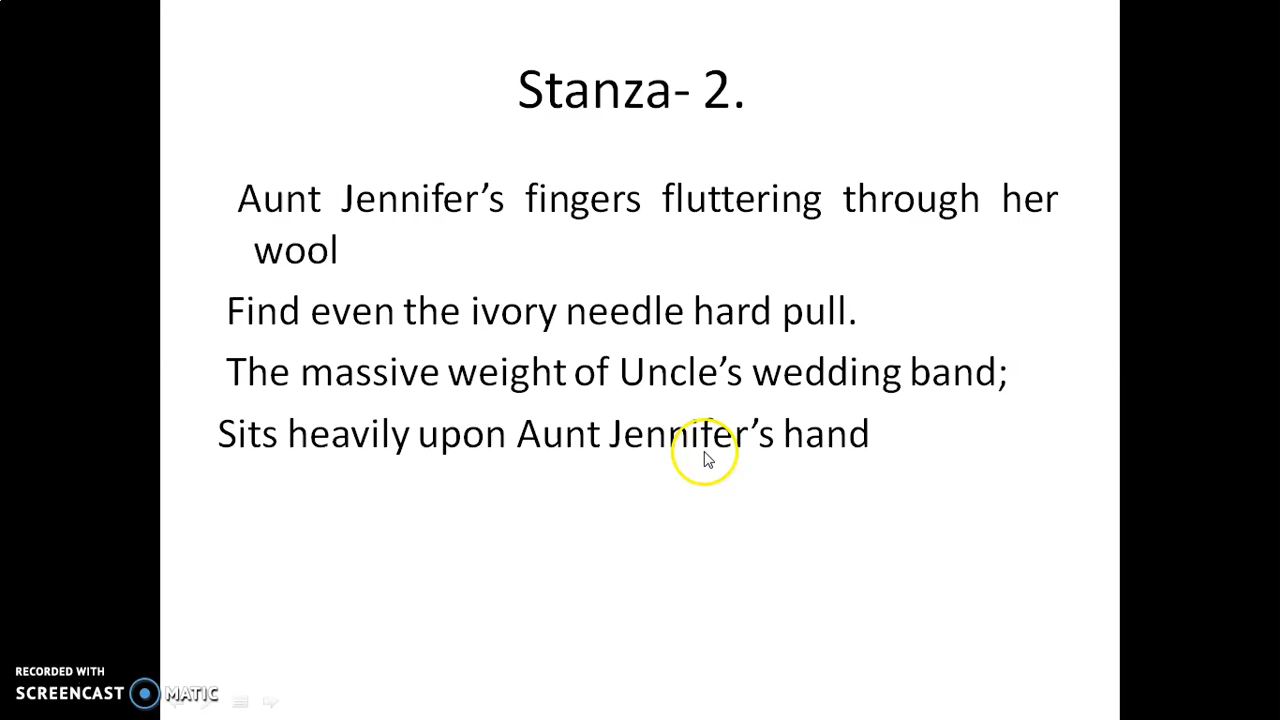 Stanza- 2.
Aunt Jennifer’s fingers fluttering through her
wool
Find even the ivory needle hard pull.
The massive weight of Uncle’s wedding band;
Sits heavily upon Aunt Jennifer’s hand
RECORDED WITH
SCREENCAST MATIC